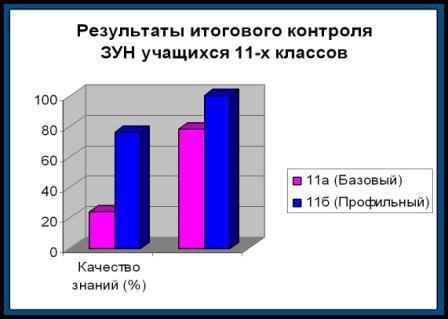 Результаты итогового контроля
ЗУН учащихся 11-х классов
100
80
60
40
20
0
Качество
знаний (%)
11а (Базовый)
11б (Профильный)